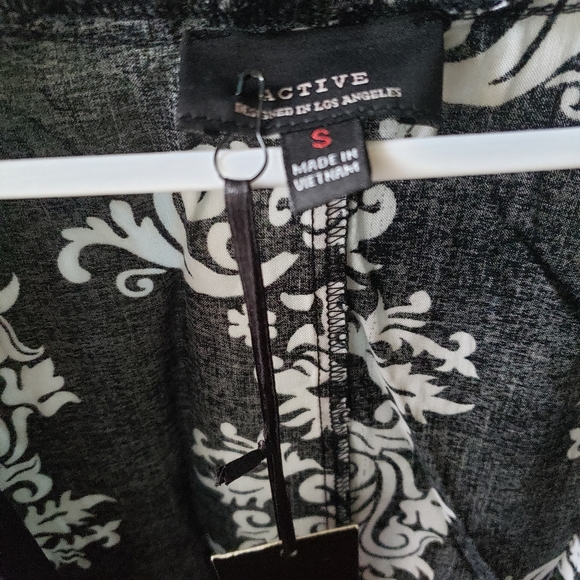 ACTIVE
DESIGNED IN LOS ANGELES
S
MADE IN
VIETNAM